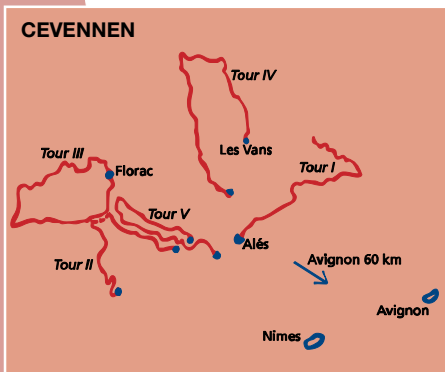 CEVENNEN
Tour IV
Les Vans
Tour III
Florac
Tour I
Tour V
Alés
Tour II
Avignon 60 km
Avignon
Nimes